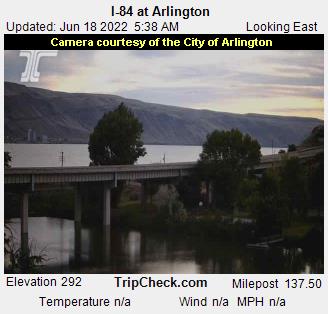 I-84 at Arlington
Updated: Jun 18 2022 5:38 AM Looking East
Camera courtesy of the City of Arlington
Elevation 292 TripCheck.com Milepost 137.50
Temperature n/a Wind n/a MPH n/a